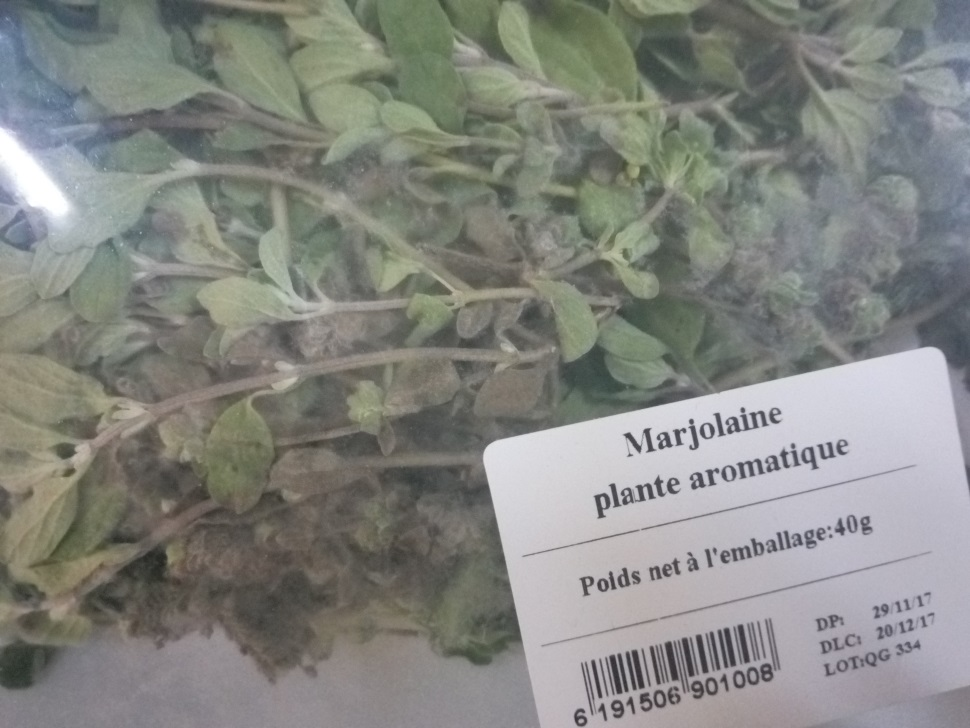 Marjolaine
plante aromatique
Poids net à l'emballage:40g
DP: 29/11/17
DLC: 20/12/17
LOT:QG 334
6 191506 901008